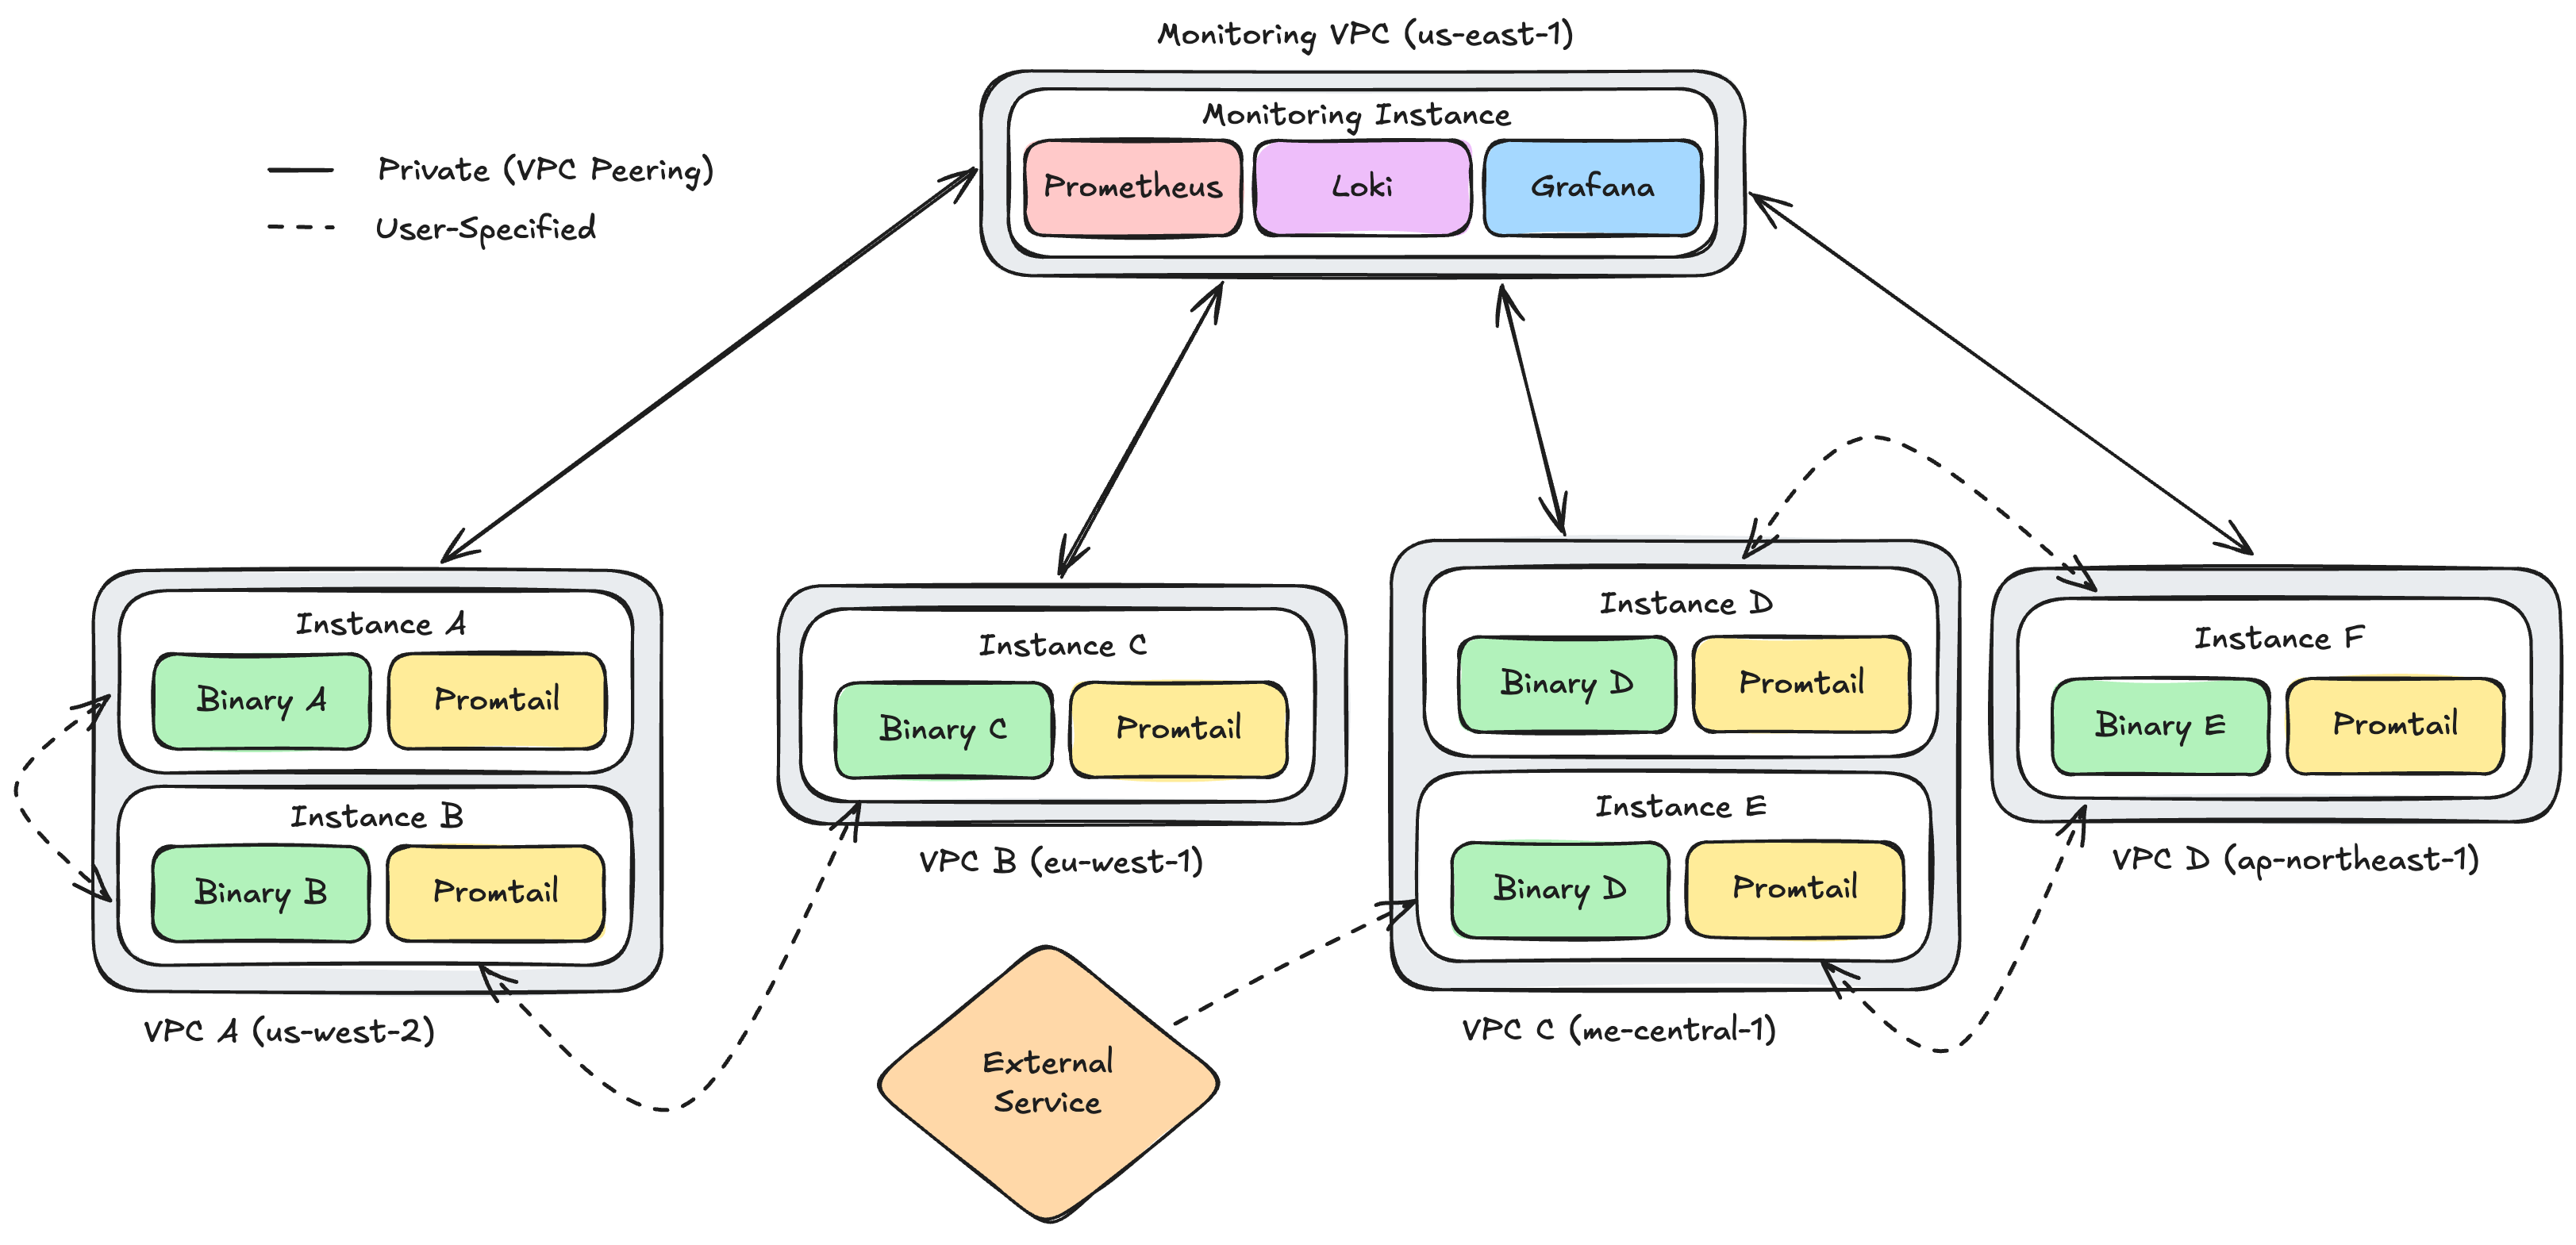 Monitoring VPC (us-east-1)
Monitoring Instance
Prometheus
Loki
Grafana
Private (VPC Peering)
User-Specified
Instance A
Binary A
Promtail
Instance B
Binary B
Promtail
VPC A (us-west-2)
Instance C
Binary C
Promtail
VPC B (eu-west-1)
External
Service
Instance D
Binary D
Promtail
Instance E
Binary D
Promtail
VPC C (me-central-1)
Instance F
Binary E
Promtail
VPC D (ap-northeast-1)